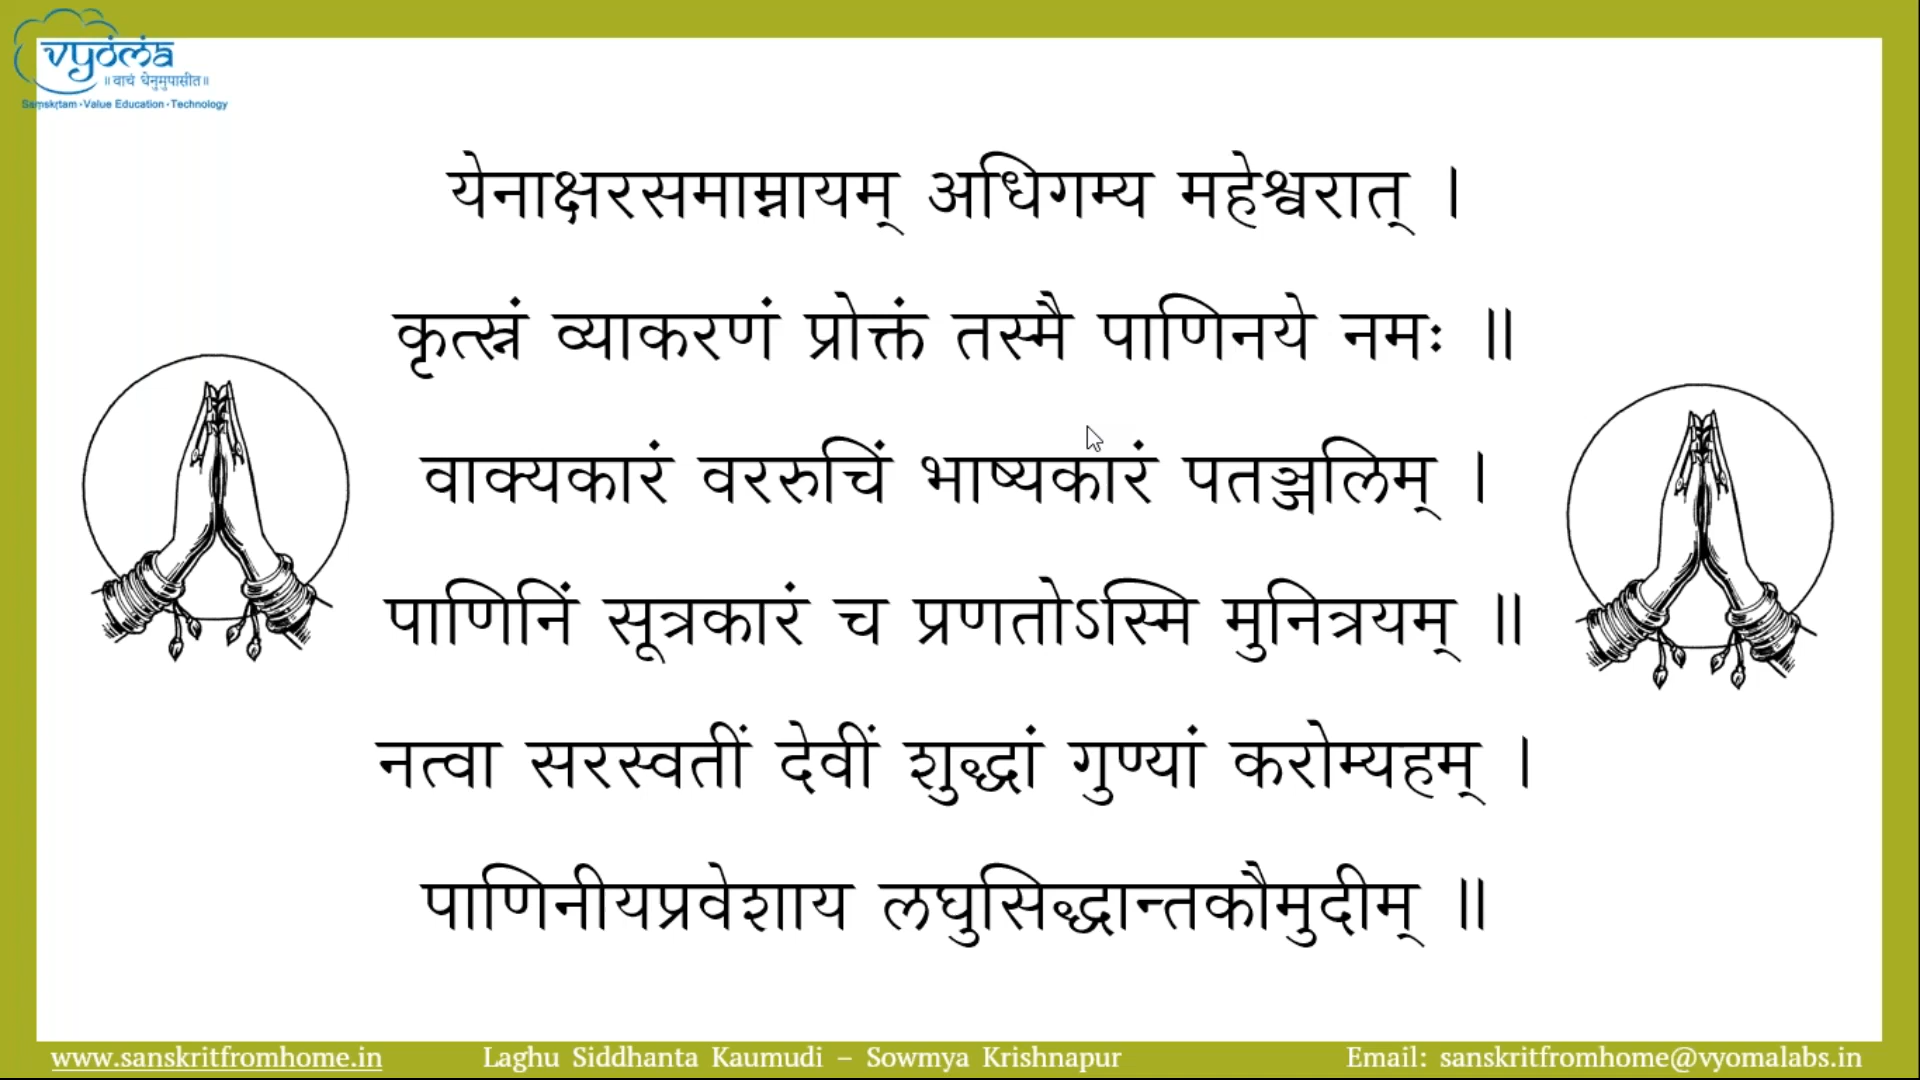 vyoma
॥ वाचं धेनुमुपासीत॥
Saṃskṛtam - Value Education - Technology
येनाक्षरसमाम्नायम् अधिगम्य महेश्वरात् ।
कृत्स्नं व्याकरणं प्रोक्तं तस्मै पाणिनये नमः ॥
वाक्यकारं वररुचिं भाष्यकारं पतञ्जलिम् ।
पाणिनिं सूत्रकारं च प्रणतोऽस्मि मुनित्रयम् ॥
नत्वा सरस्वतीं देवीं शुद्धां गुण्यां करोम्यहम् ।
पाणिनीयप्रवेशाय लघुसिद्धान्तकौमुदीम् ॥
www.sanskritfromhome.in Laghu Siddhanta Kaumudi – Sowmya Krishnapur Email: sanskritfromhome@vyomalabs.in